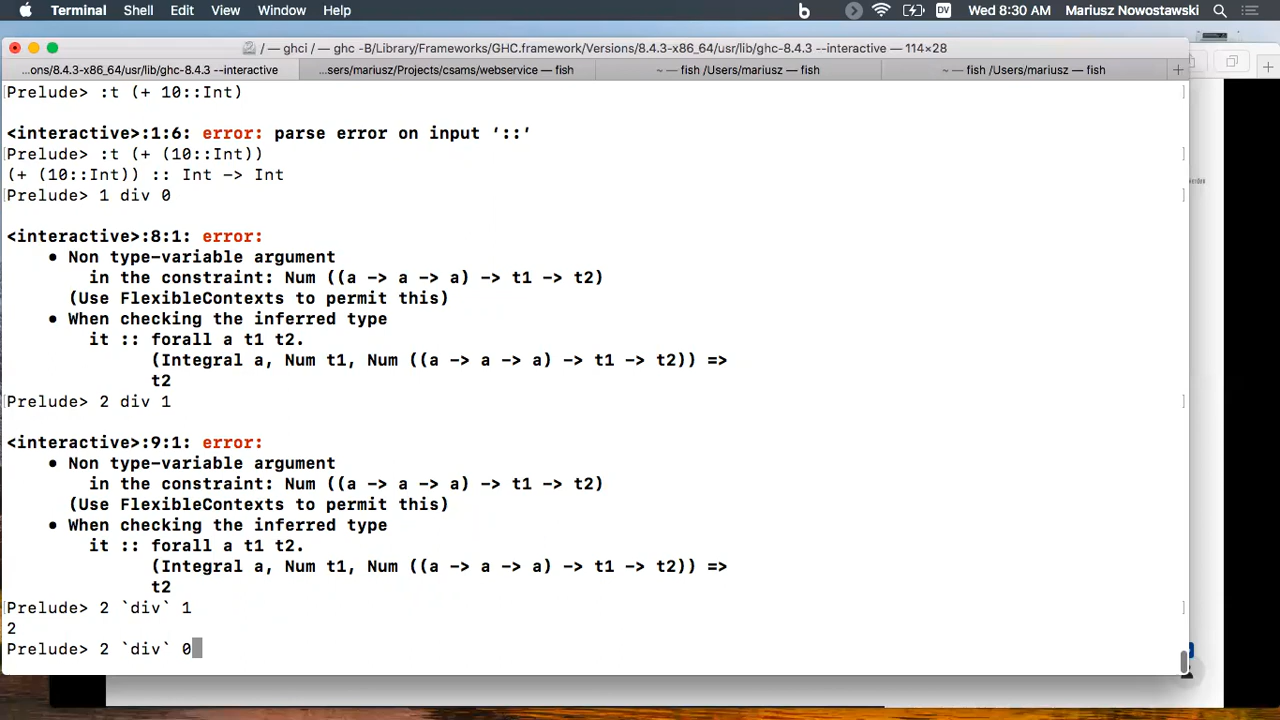 Terminal Shell Edit View Window Help DV Wed 8:30 AM Mariusz Nowostawski
/ — ghci / — ghc -B/Library/Frameworks/GHC.framework/Versions/8.4.3-x86_64/usr/lib/ghc-8.4.3 --interactive — 114×28
...ons/8.4.3-x86_64/usr/lib/ghc-8.4.3 --interactive ...sers/mariusz/Projects/csams/webservice — fish ~ — fish /Users/mariusz — fish ~ — fish /Users/mariusz — fish
Prelude> :t (+ 10::Int)
<interactive>:1:6: error: parse error on input ‘::’
Prelude> :t (+ (10::Int))
(+ (10::Int)) :: Int -> Int
Prelude> 1 div 0
<interactive>:8:1: error:
• Non type-variable argument
in the constraint: Num ((a -> a -> a) -> t1 -> t2)
(Use FlexibleContexts to permit this)
• When checking the inferred type
it :: forall a t1 t2.
(Integral a, Num t1, Num ((a -> a -> a) -> t1 -> t2)) =>
t2
Prelude> 2 div 1
<interactive>:9:1: error:
• Non type-variable argument
in the constraint: Num ((a -> a -> a) -> t1 -> t2)
(Use FlexibleContexts to permit this)
• When checking the inferred type
it :: forall a t1 t2.
(Integral a, Num t1, Num ((a -> a -> a) -> t1 -> t2)) =>
t2
Prelude> 2 `div` 1
2
Prelude> 2 `div` 0